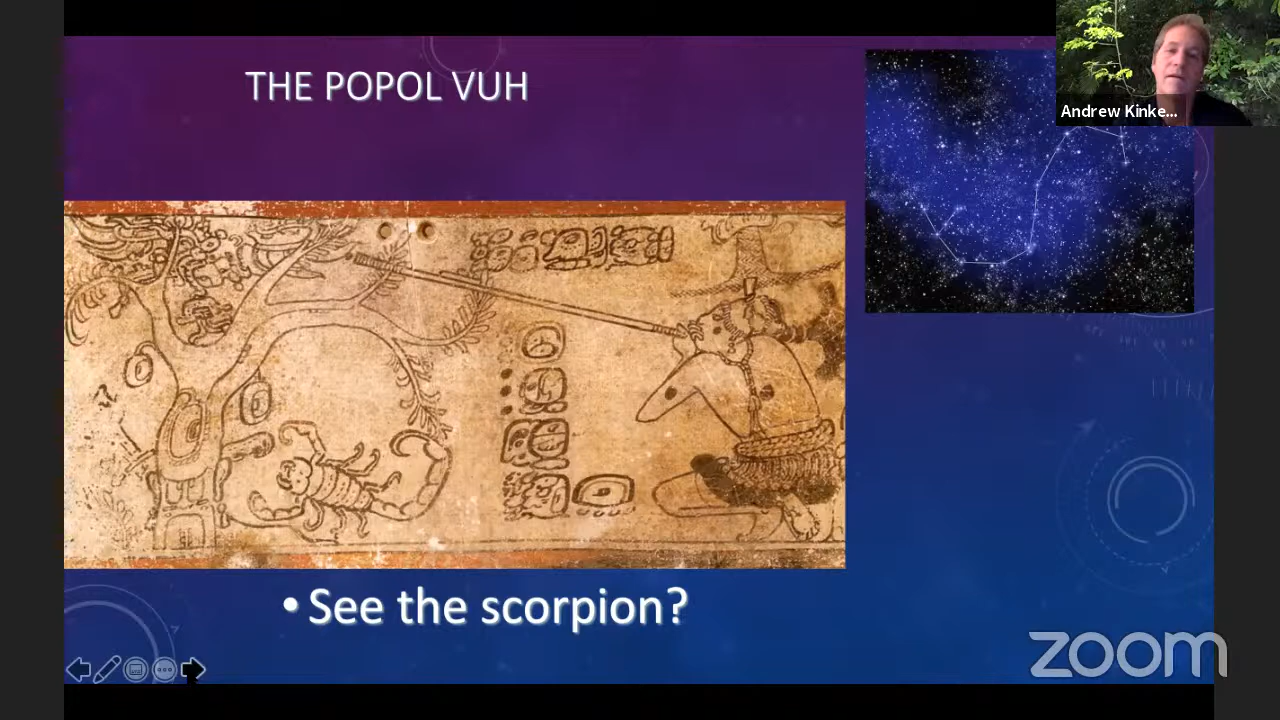 THE POPOL VUH
Andrew Kinke...
• See the scorpion?
zoom